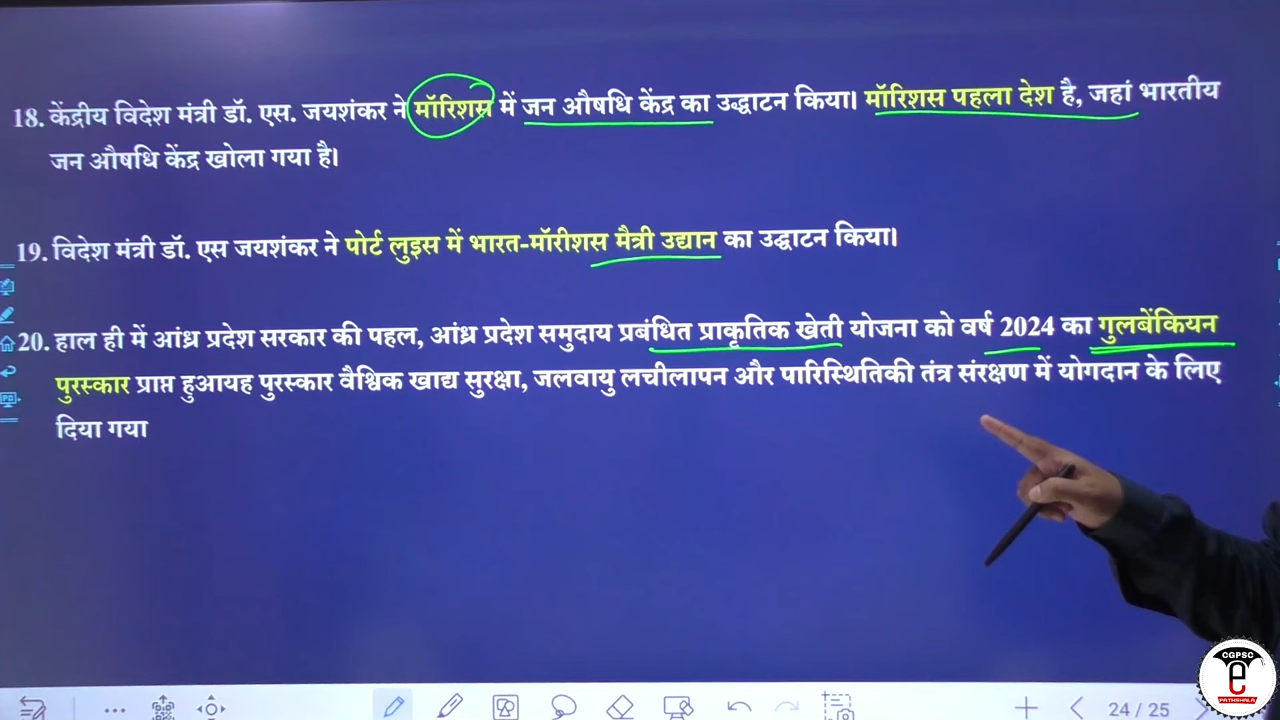 18. केंद्रीय विदेश मंत्री डॉ. एस. जयशंकर ने मॉरिशस में जन औषधि केंद्र का उद्घाटन किया। मॉरिशस पहला देश है, जहां भारतीय
जन औषधि केंद्र खोला गया है।
19. विदेश मंत्री डॉ. एस जयशंकर ने पोर्ट लुइस में भारत-मॉरीशस मैत्री उद्यान का उद्घाटन किया।
20. हाल ही में आंध्र प्रदेश सरकार की पहल, आंध्र प्रदेश समुदाय प्रबंधित प्राकृतिक खेती योजना को वर्ष 2024 का गुलबेंकियन
पुरस्कार प्राप्त हुआयह पुरस्कार वैश्विक खाद्य सुरक्षा, जलवायु लचीलापन और पारिस्थितिकी तंत्र संरक्षण में योगदान के लिए
दिया गया
24 / 25
CGPSC
e
PATHSHALA